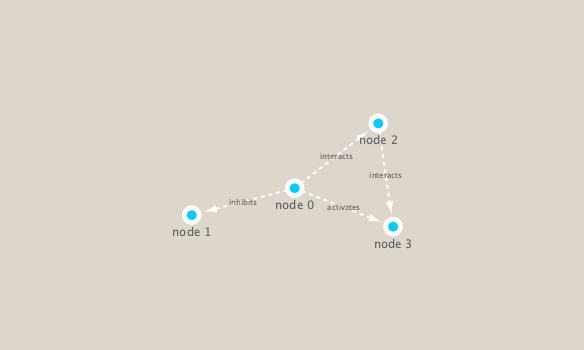 node 2
interacts
interacts
inhibits
node 0
activates
node 1
node 3